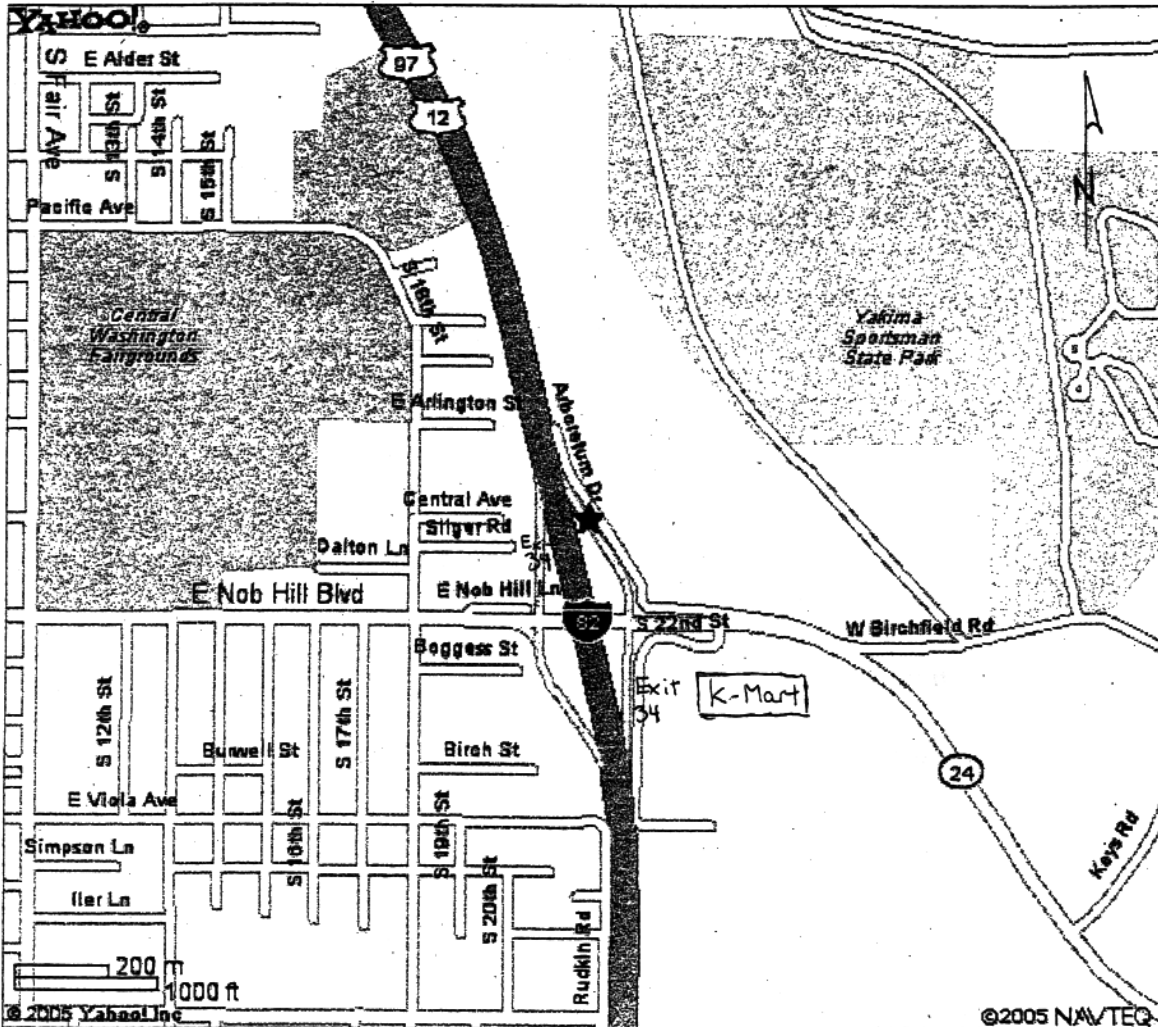 YAHOO!
E Alder St
S Fair Ave
S 13th St
S 14th St
S 15th St
Pacific Ave
97
12
N
S 16th St
Central
Washington
Fairgrounds
Yakima
Sportsman
State Park
E Arlington St
Arboretum Dr
Central Ave
Silger Rd
Dalton Ln
Ex
34
E Nob Hill Blvd
E Nob Hill Ln
82
S 22nd St
W Birchfield Rd
Boggess St
Exit
34
K-Mart
S 12th St
S 17th St
Burwell St
Birch St
24
E Viola Ave
S 16th St
S 19th St
Simpson Ln
Keys Rd
Iler Ln
S 20th St
Rudkin Rd
200 m
1000 ft
©2005 Yahoo! Inc
©2005 NAVTEQ